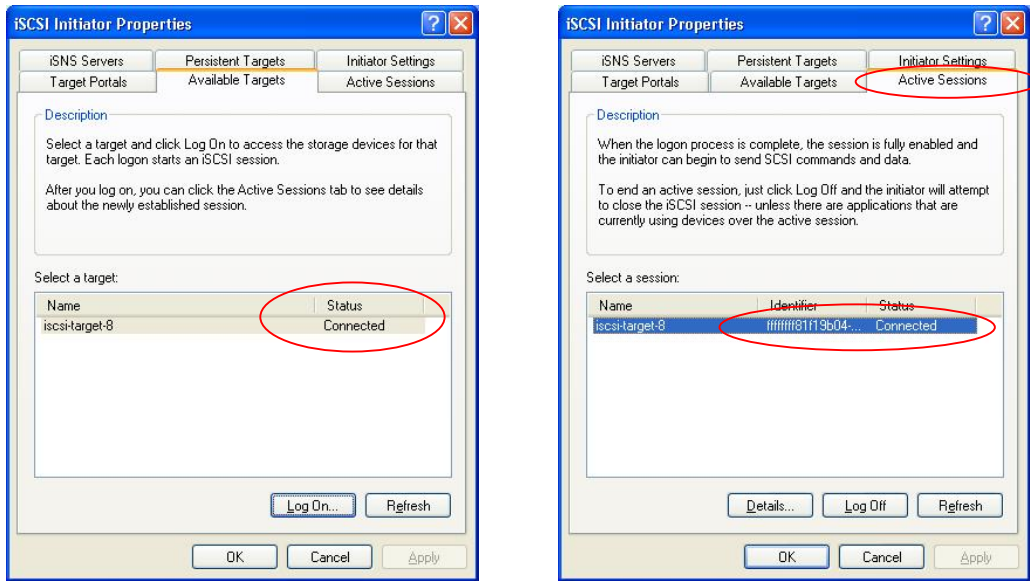 iSCSI Initiator Properties
iSNS Servers Persistent Targets Initiator Settings
Target Portals Available Targets Active Sessions
Description
Select a target and click Log On to access the storage devices for that
target. Each logon starts an iSCSI session.
After you log on, you can click the Active Sessions tab to see details
about the newly established session.
Select a target:
Name Status
iscsi-target-8 Connected
Log On... Refresh
OK Cancel Apply
iSCSI Initiator Properties
iSNS Servers Persistent Targets Initiator Settings
Target Portals Available Targets Active Sessions
Description
When the logon process is complete, the session is fully enabled and
the initiator can begin to send SCSI commands and data.
To end an active session, just click Log Off and the initiator will attempt
to close the iSCSI session -- unless there are applications that are
currently using devices over the active session.
Select a session:
Name Identifier Status
iscsi-target-8 ffffffff81f19b04-... Connected
Details... Log Off Refresh
OK Cancel Apply